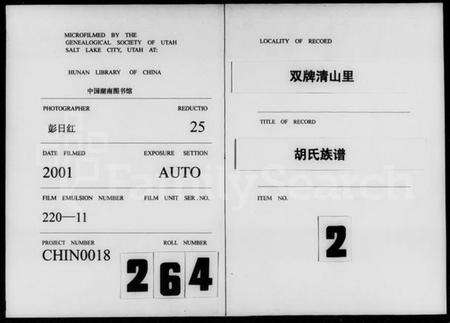 MICROFILMED BY THE
GENEALOGICAL SOCIETY OF UTAH
SALT LAKE CITY, UTAH AT:
HUNAN LIBRARY OF CHINA
中国湖南图书馆
PHOTOGRAPHER REDUCTIO
彭日红 25
DATE FILMED EXPOSURE SETTION
2001 AUTO
FILM EMULSION NUMBER FILM UNIT SER. NO.
220—11
PROJECT NUMBER ROLL NUMBER
CHIN0018 264
LOCALITY OF RECORD
双牌清山里
TITLE OF RECORD
胡氏族谱
ITEM NO.
2
FamilySearch